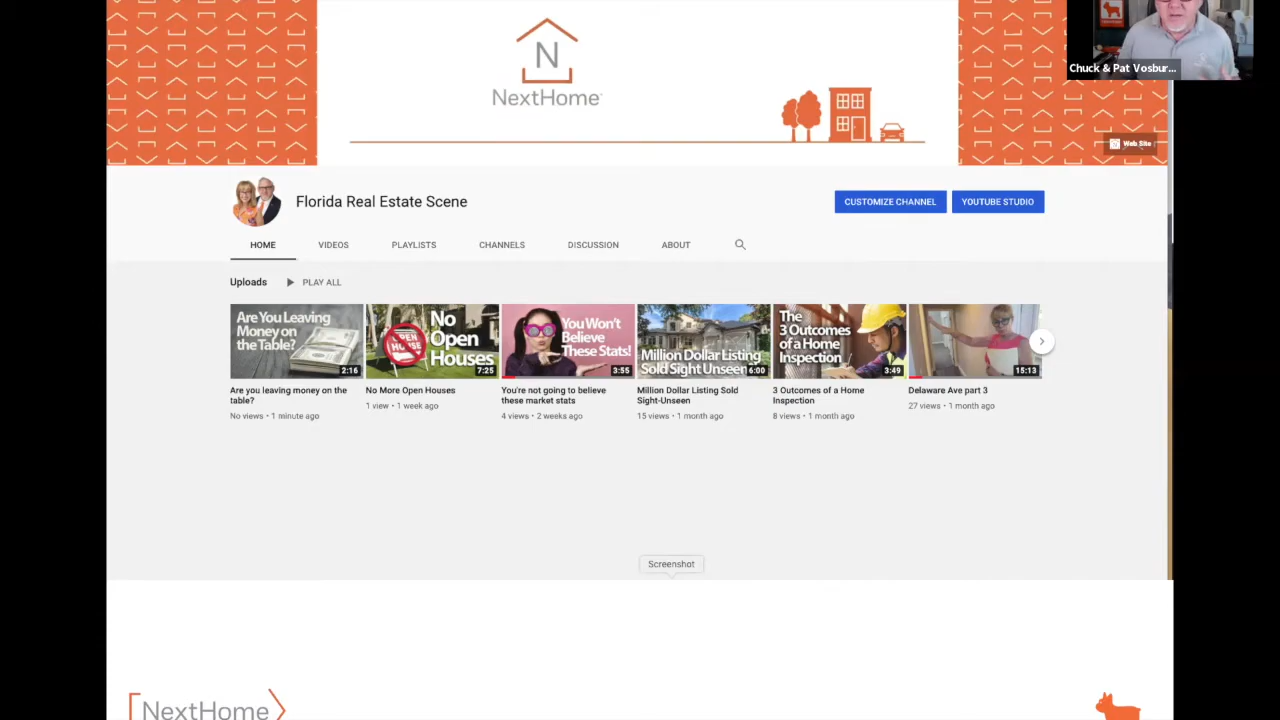 N
NextHome
Chuck & Pat Vosbur...
Web Site
Florida Real Estate Scene
CUSTOMIZE CHANNEL
YOUTUBE STUDIO
HOME
VIDEOS
PLAYLISTS
CHANNELS
DISCUSSION
ABOUT
Uploads
PLAY ALL
Are You Leaving
Money on
the Table?
2:16
OPEN
HOUSE
No
Open
Houses
7:25
You Won't
Believe
These Stats!
3:55
Million Dollar Listing
Sold Sight Unseen
6:00
The
3 Outcomes
of a Home
Inspection
3:49
15:13
Are you leaving money on the
table?
No views • 1 minute ago
No More Open Houses
1 view • 1 week ago
You're not going to believe
these market stats
4 views • 2 weeks ago
Million Dollar Listing Sold
Sight-Unseen
15 views • 1 month ago
3 Outcomes of a Home
Inspection
8 views • 1 month ago
Delaware Ave part 3
27 views • 1 month ago
Screenshot
NextHome